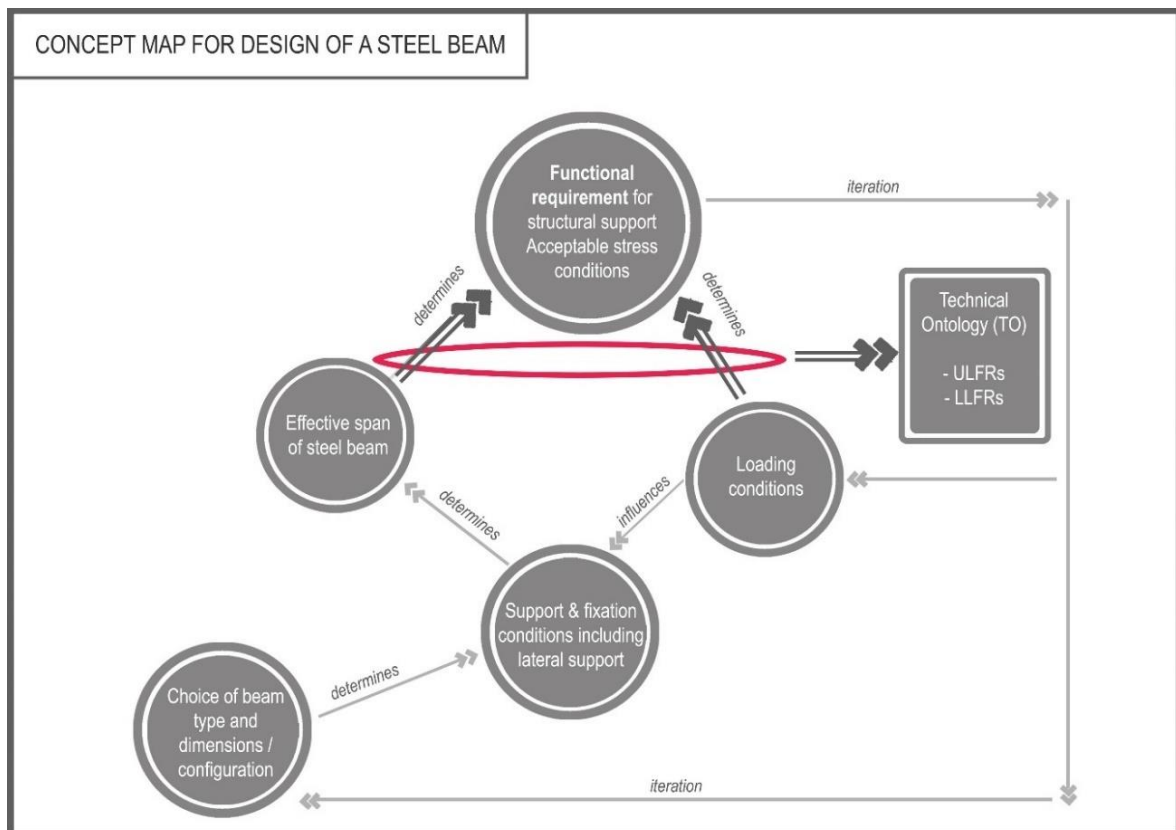 CONCEPT MAP FOR DESIGN OF A STEEL BEAM
Functional
requirement for
structural support
Acceptable stress
conditions
iteration
determines
determines
Technical
Ontology (TO)
- ULFRs
- LLFRs
Effective span
of steel beam
Loading
conditions
determines
influences
Support & fixation
conditions including
lateral support
determines
Choice of beam
type and
dimensions /
configuration
iteration